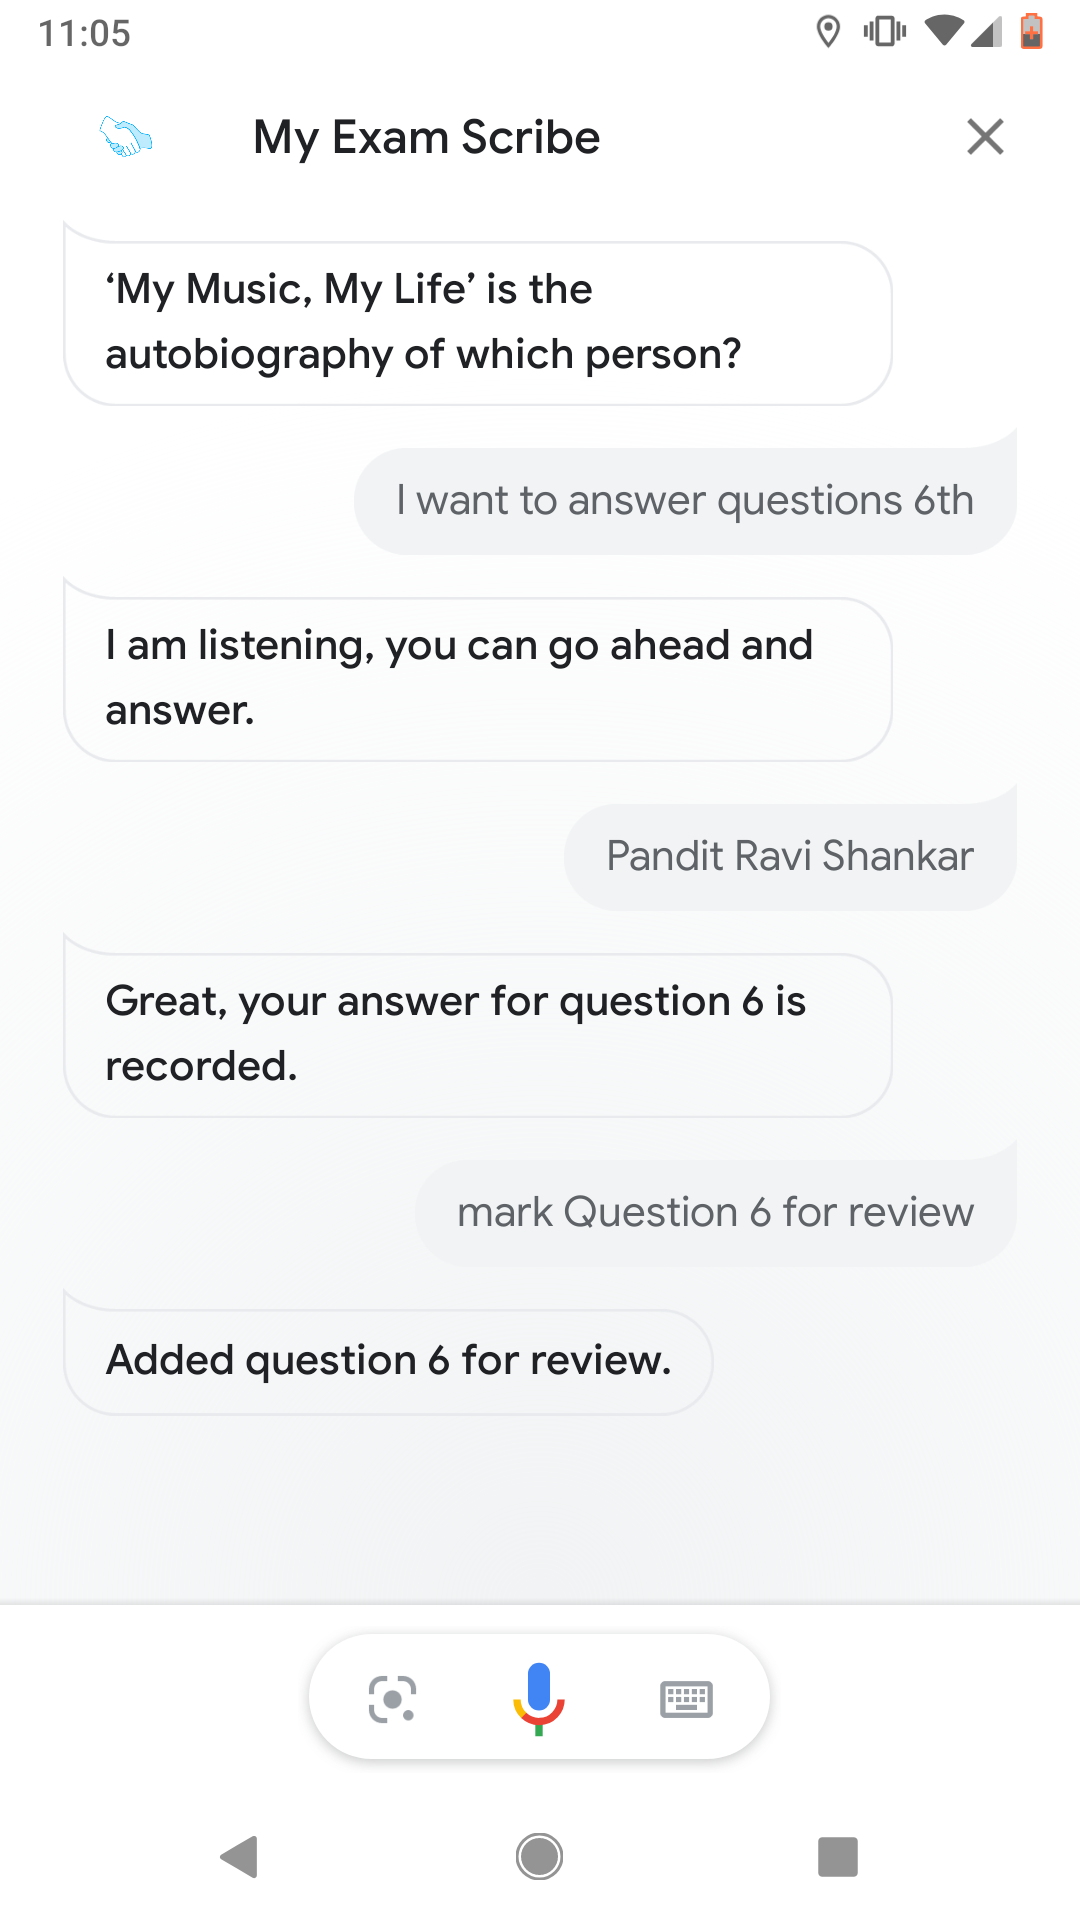 11:05
My Exam Scribe
‘My Music, My Life’ is the
autobiography of which person?
I want to answer questions 6th
I am listening, you can go ahead and
answer.
Pandit Ravi Shankar
Great, your answer for question 6 is
recorded.
mark Question 6 for review
Added question 6 for review.